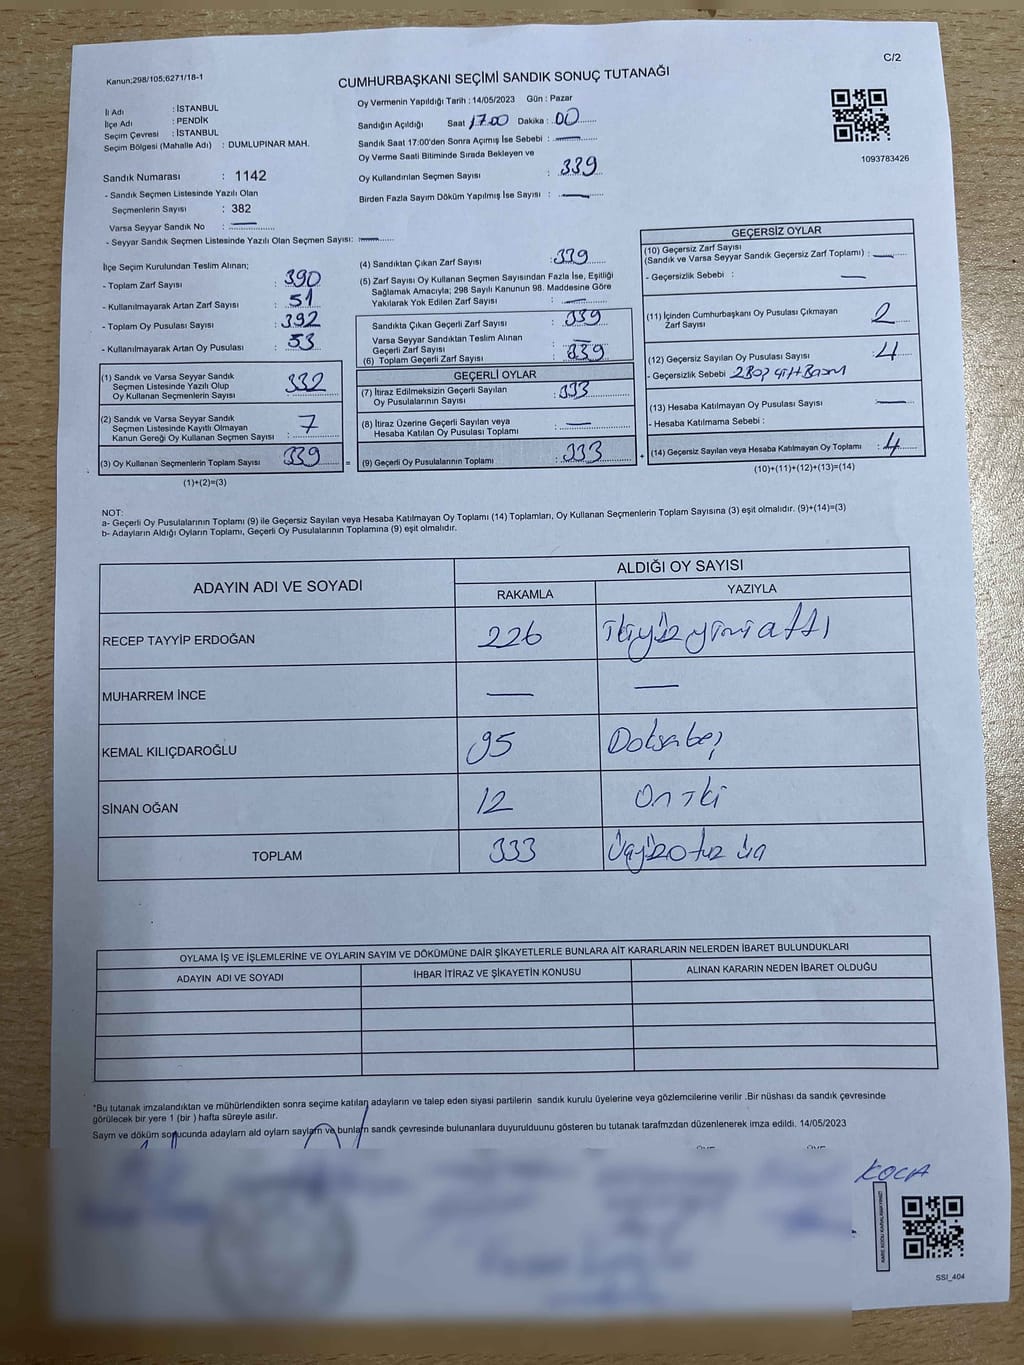 Kanun;298/105;6271/18-1
C/2
CUMHURBAŞKANI SEÇİMİ SANDIK SONUÇ TUTANAĞI
İl Adı : İSTANBUL
İlçe Adı : PENDİK
Seçim Çevresi : İSTANBUL
Seçim Bölgesi (Mahalle Adı) : DUMLUPINAR MAH.
Sandık Numarası : 1142
- Sandık Seçmen Listesinde Yazılı Olan
Seçmenlerin Sayısı : 382
Varsa Seyyar Sandık No : —
- Seyyar Sandık Seçmen Listesinde Yazılı Olan Seçmen Sayısı: —
Oy Vermenin Yapıldığı Tarih : 14/05/2023 Gün : Pazar
Sandığın Açıldığı Saat 17.00 Dakika : 00
Sandık Saat 17:00'den Sonra Açımış İse Sebebi : —
Oy Verme Saati Bitiminde Sırada Bekleyen ve
Oy Kullandırılan Seçmen Sayısı : 339
Birden Fazla Sayım Döküm Yapılmış İse Sayısı : —
1093783426
İlçe Seçim Kurulundan Teslim Alınan;
- Toplam Zarf Sayısı : 390
- Kullanılmayarak Artan Zarf Sayısı : 51
- Toplam Oy Pusulası Sayısı : 392
- Kullanılmayarak Artan Oy Pusulası : 53
(1) Sandık ve Varsa Seyyar Sandık
Seçmen Listesinde Yazılı Olup
Oy Kullanan Seçmenlerin Sayısı : 332
(2) Sandık ve Varsa Seyyar Sandık
Seçmen Listesinde Kayıtlı Olmayan
Kanun Gereği Oy Kullanan Seçmen Sayısı : 7
(3) Oy Kullanan Seçmenlerin Toplam Sayısı : 339
(1)+(2)=(3)
=
(4) Sandıktan Çıkan Zarf Sayısı : 339
(5) Zarf Sayısı Oy Kullanan Seçmen Sayısından Fazla İse, Eşitliği
Sağlamak Amacıyla; 298 Sayılı Kanunun 98. Maddesine Göre
Yakılarak Yok Edilen Zarf Sayısı : —
Sandıkta Çıkan Geçerli Zarf Sayısı : 339
Varsa Seyyar Sandıktan Teslim Alınan
Geçerli Zarf Sayısı : —
(6) Toplam Geçerli Zarf Sayısı : 339
GEÇERLİ OYLAR
(7) İtiraz Edilmeksizin Geçerli Sayılan
Oy Pusulalarının Sayısı : 333
(8) İtiraz Üzerine Geçerli Sayılan veya
Hesaba Katılan Oy Pusulası Toplamı : —
(9) Geçerli Oy Pusulalarının Toplamı : 333
+
GEÇERSİZ OYLAR
(10) Geçersiz Zarf Sayısı
(Sandık ve Varsa Seyyar Sandık Geçersiz Zarf Toplamı) : —
- Geçersizlik Sebebi : —
(11) İçinden Cumhurbaşkanı Oy Pusulası Çıkmayan
Zarf Sayısı : 2
(12) Geçersiz Sayılan Oy Pusulası Sayısı : 4
- Geçersizlik Sebebi
(13) Hesaba Katılmayan Oy Pusulası Sayısı : —
- Hesaba Katılmama Sebebi :
(14) Geçersiz Sayılan veya Hesaba Katılmayan Oy Toplamı : 4
(10)+(11)+(12)+(13)=(14)
NOT:
a- Geçerli Oy Pusulalarının Toplamı (9) ile Geçersiz Sayılan veya Hesaba Katılmayan Oy Toplamı (14) Toplamları, Oy Kullanan Seçmenlerin Toplam Sayısına (3) eşit olmalıdır. (9)+(14)=(3)
b- Adayların Aldığı Oyların Toplamı, Geçerli Oy Pusulalarının Toplamına (9) eşit olmalıdır.
ADAYIN ADI VE SOYADI ALDIĞI OY SAYISI
RAKAMLA YAZIYLA
RECEP TAYYİP ERDOĞAN 226 ikiyüzyirmialtı
MUHARREM İNCE — —
KEMAL KILIÇDAROĞLU 95 Doksabeş
SİNAN OĞAN 12 On iki
TOPLAM 333 Üçyüzotuz üç
OYLAMA İŞ VE İŞLEMLERİNE VE OYLARIN SAYIM VE DÖKÜMÜNE DAİR ŞİKAYETLERLE BUNLARA AİT KARARLARIN NELERDEN İBARET BULUNDUKLARI
ADAYIN ADI VE SOYADI İHBAR İTİRAZ VE ŞİKAYETİN KONUSU ALINAN KARARIN NEDEN İBARET OLDUĞU
*Bu tutanak imzalandıktan ve mühürlendikten sonra seçime katılan adayların ve talep eden siyasi partilerin sandık kurulu üyelerine veya gözlemcilerine verilir .Bir nüshası da sandık çevresinde
görülecek bir yere 1 (bir ) hafta süreyle asılır.
Saym ve döküm sonucunda adaylarn ald oylarn saylarn ve bunlarn sandk çevresinde bulunanlara duyurulduunu gösteren bu tutanak tarafmzdan düzenlenerek imza edildi. 14/05/2023
KOCA
SSI_404